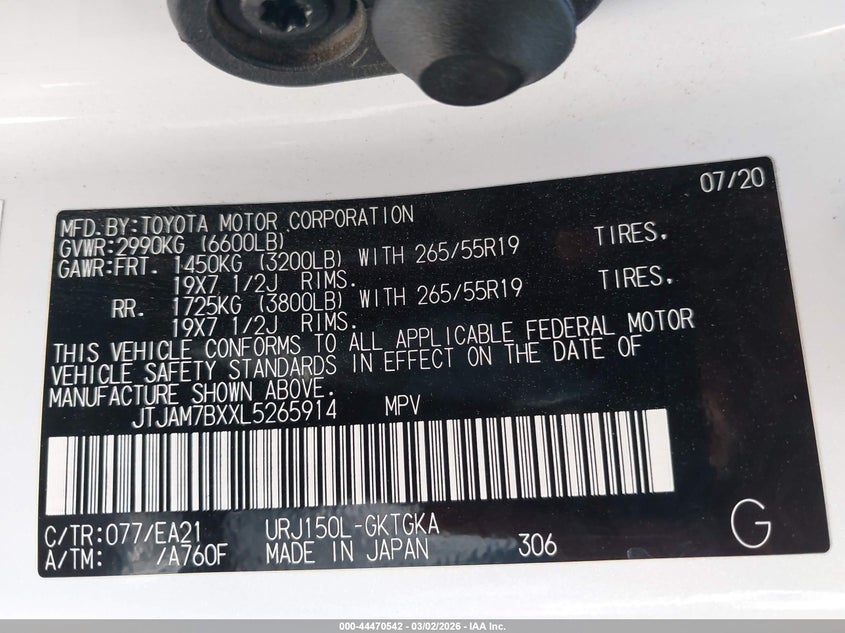 07/20
MFD.BY:TOYOTA MOTOR CORPORATION
GVWR:2990KG (6600LB)
GAWR:FRT. 1450KG (3200LB) WITH 265/55R19 TIRES.
19X7 1/2J RIMS.
RR. 1725KG (3800LB) WITH 265/55R19 TIRES.
19X7 1/2J RIMS.
THIS VEHICLE CONFORMS TO ALL APPLICABLE FEDERAL MOTOR
VEHICLE SAFETY STANDARDS IN EFFECT ON THE DATE OF
MANUFACTURE SHOWN ABOVE.
JTJAM7BXXL5265914 MPV
C/TR:077/EA21 URJ150L-GKTGKA
A/TM: /A760F MADE IN JAPAN 306
G
000-44470542 - 03/02/2026 - IAA Inc.